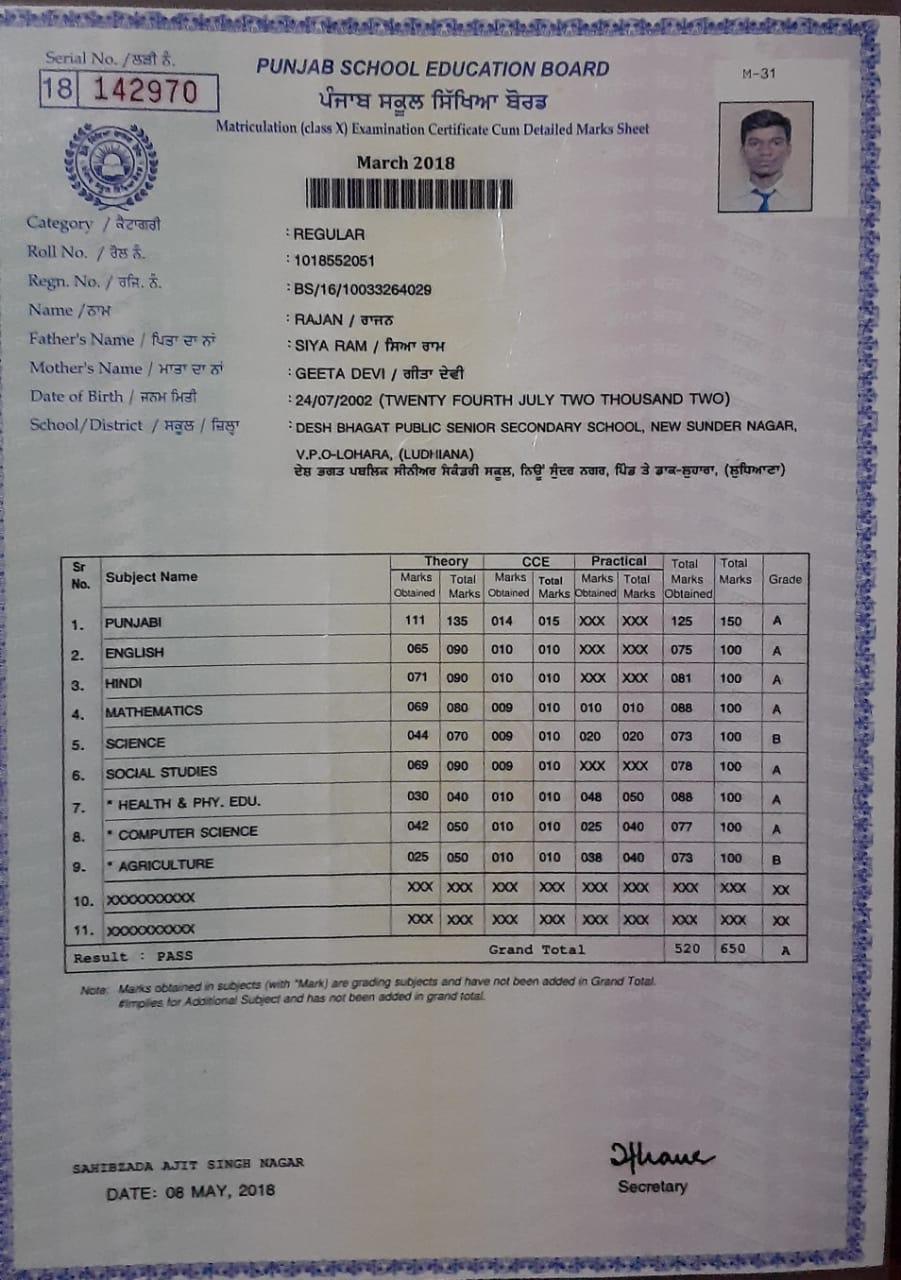 Serial No. /ਲੜੀ ਨੰ.
18 142970
PUNJAB SCHOOL EDUCATION BOARD
M-31
ਪੰਜਾਬ ਸਕੂਲ ਸਿੱਖਿਆ ਬੋਰਡ
Matriculation (class X) Examination Certificate Cum Detailed Marks Sheet
March 2018
Category / ਕੈਟਾਗਰੀ : REGULAR
Roll No. / ਰੋਲ ਨੰ. : 1018552051
Regn. No. / ਰਜਿ. ਨੰ. : BS/16/10033264029
Name /ਨਾਮ : RAJAN / ਰਾਜਨ
Father's Name / ਪਿਤਾ ਦਾ ਨਾਂ : SIYA RAM / ਸਿਆ ਰਾਮ
Mother's Name / ਮਾਤਾ ਦਾ ਨਾਂ : GEETA DEVI / ਗੀਤਾ ਦੇਵੀ
Date of Birth / ਜਨਮ ਮਿਤੀ : 24/07/2002 (TWENTY FOURTH JULY TWO THOUSAND TWO)
School/District / ਸਕੂਲ / ਜ਼ਿਲ੍ਹਾ : DESH BHAGAT PUBLIC SENIOR SECONDARY SCHOOL, NEW SUNDER NAGAR,
V.P.O-LOHARA, (LUDHIANA)
ਦੇਸ਼ ਭਗਤ ਪਬਲਿਕ ਸੀਨੀਅਰ ਸੈਕੰਡਰੀ ਸਕੂਲ, ਨਿਊਂ ਸੁੰਦਰ ਨਗਰ, ਪਿੰਡ ਤੇ ਡਾਕ-ਲੁਹਾਰਾ, (ਲੁਧਿਆਣਾ)
Sr No. Subject Name Theory CCE Practical Total Marks Obtained Total Marks Grade
Marks Obtained Total Marks Marks Obtained Total Marks Marks Obtained Total Marks
1. PUNJABI 111 135 014 015 XXX XXX 125 150 A
2. ENGLISH 065 090 010 010 XXX XXX 075 100 A
3. HINDI 071 090 010 010 XXX XXX 081 100 A
4. MATHEMATICS 069 080 009 010 010 010 088 100 A
5. SCIENCE 044 070 009 010 020 020 073 100 B
6. SOCIAL STUDIES 069 090 009 010 XXX XXX 078 100 A
7. * HEALTH & PHY. EDU. 030 040 010 010 048 050 088 100 A
8. * COMPUTER SCIENCE 042 050 010 010 025 040 077 100 A
9. * AGRICULTURE 025 050 010 010 038 040 073 100 B
10. XXXXXXXXXX XXX XXX XXX XXX XXX XXX XXX XXX XX
11. XXXXXXXXXX XXX XXX XXX XXX XXX XXX XXX XXX XX
Result : PASS Grand Total 520 650 A
Note: Marks obtained in subjects (with *Mark) are grading subjects and have not been added in Grand Total.
#Implies for Additional Subject and has not been added in grand total.
SAHIBZADA AJIT SINGH NAGAR
DATE: 08 MAY, 2018
Secretary